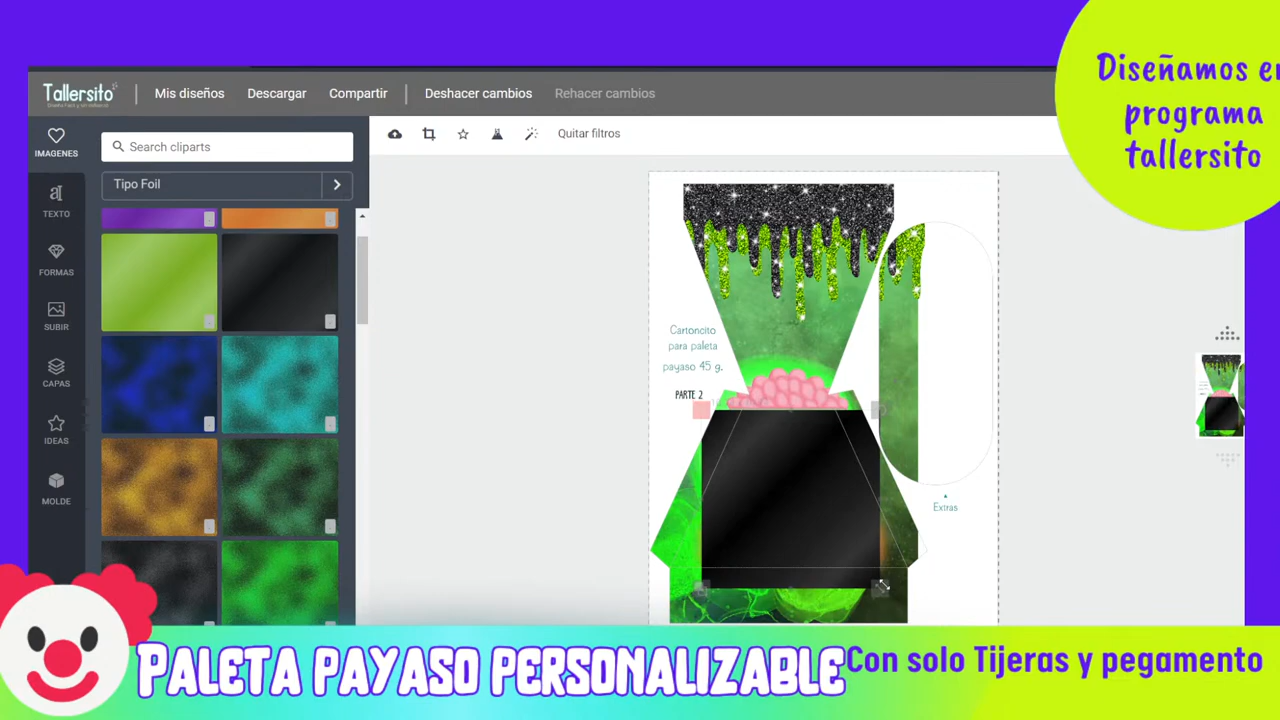 Diseñamos en
programa
tallersito
Tallersito
Mis diseños
Descargar
Compartir
Deshacer cambios
Rehacer cambios
IMAGENES
Search cliparts
Quitar filtros
Tipo Foil
TEXTO
FORMAS
SUBIR
CAPAS
IDEAS
MOLDE
Cartoncito
para paleta
payaso 45 g.
PARTE 2
Extras
PALETA PAYASO PERSONALIZABLE
Con solo Tijeras y pegamento